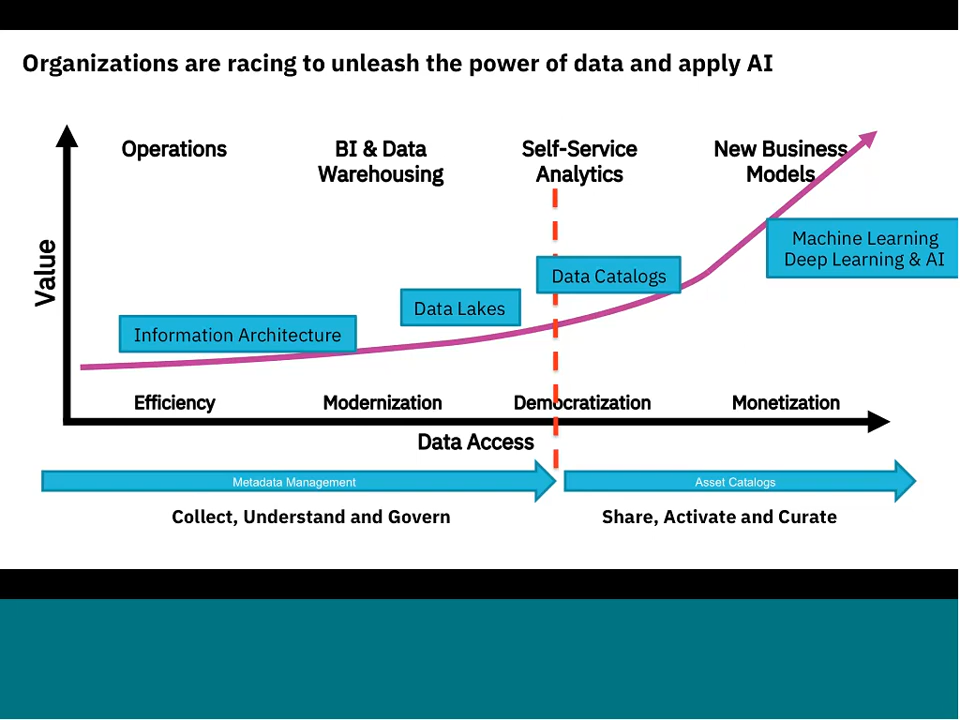 Organizations are racing to unleash the power of data and apply AI
Operations
BI & Data
Warehousing
Self-Service
Analytics
New Business
Models
Value
Machine Learning
Deep Learning & AI
Data Catalogs
Data Lakes
Information Architecture
Efficiency
Modernization
Democratization
Monetization
Data Access
Metadata Management
Asset Catalogs
Collect, Understand and Govern
Share, Activate and Curate